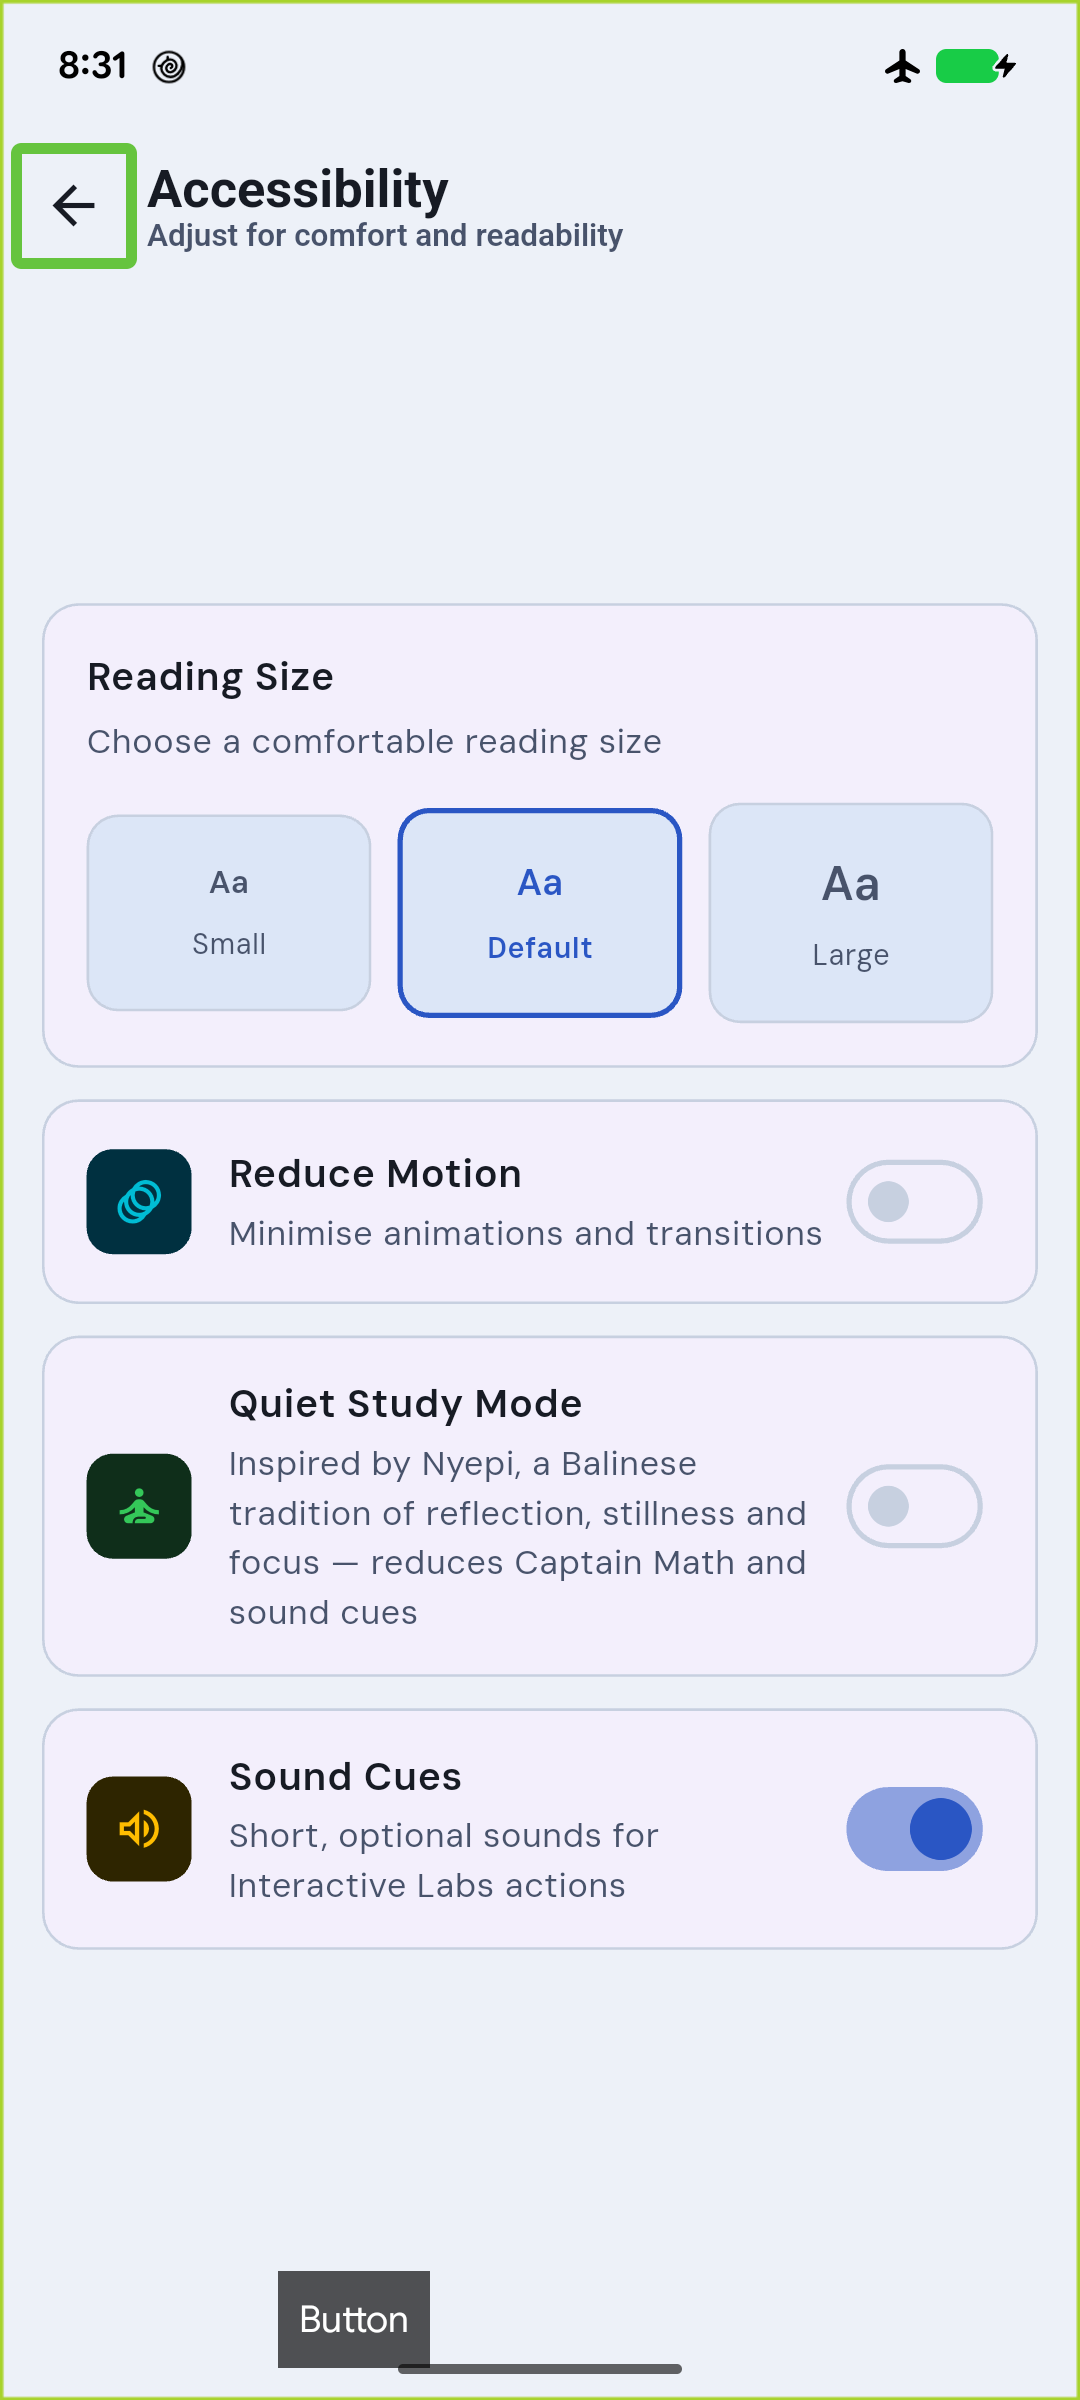 8:31
Accessibility
Adjust for comfort and readability
Reading Size
Choose a comfortable reading size
Aa
Small
Aa
Default
Aa
Large
Reduce Motion
Minimise animations and transitions
Quiet Study Mode
Inspired by Nyepi, a Balinese
tradition of reflection, stillness and
focus — reduces Captain Math and
sound cues
Sound Cues
Short, optional sounds for
Interactive Labs actions
Button